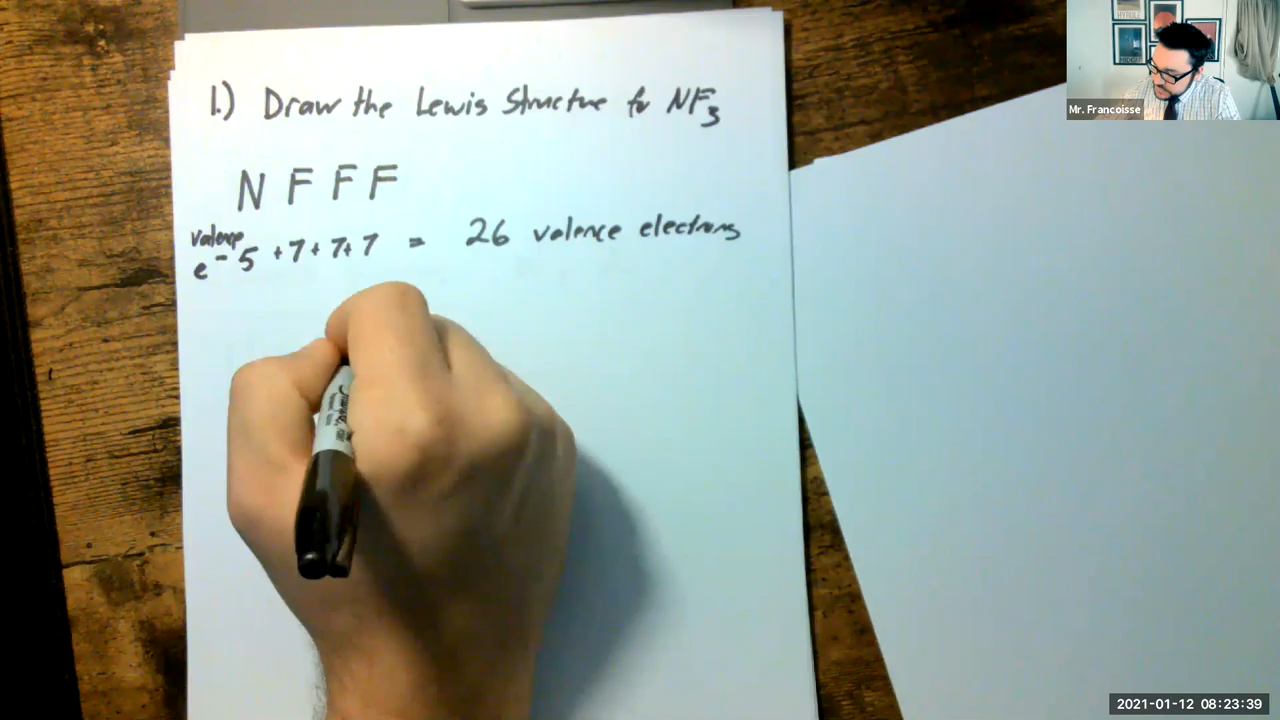 1.) Draw the Lewis Structure for NF3
N F F F
valence
e- 5 + 7 + 7 + 7 = 26 valence electrons
Mr. Francoisse
HYRULE
2021-01-12 08:23:39